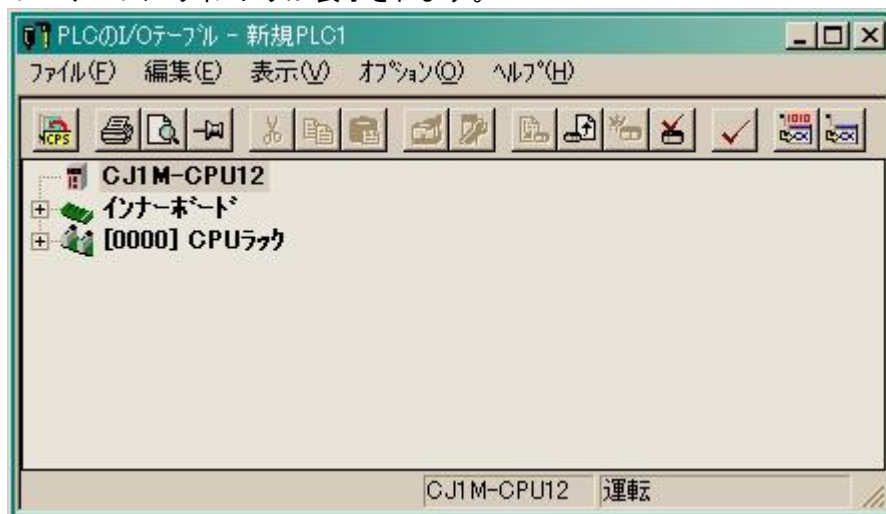 PLCのI/Oﾃｰﾌﾞﾙ - 新規PLC1
ﾌｧｲﾙ(F) 編集(E) 表示(V) ｵﾌﾟｼｮﾝ(O) ﾍﾙﾌﾟ(H)
CPS
1010
CJ1M-CPU12
ｲﾝﾅｰﾎﾞｰﾄﾞ
[0000] CPUﾗｯｸ
CJ1M-CPU12 運転